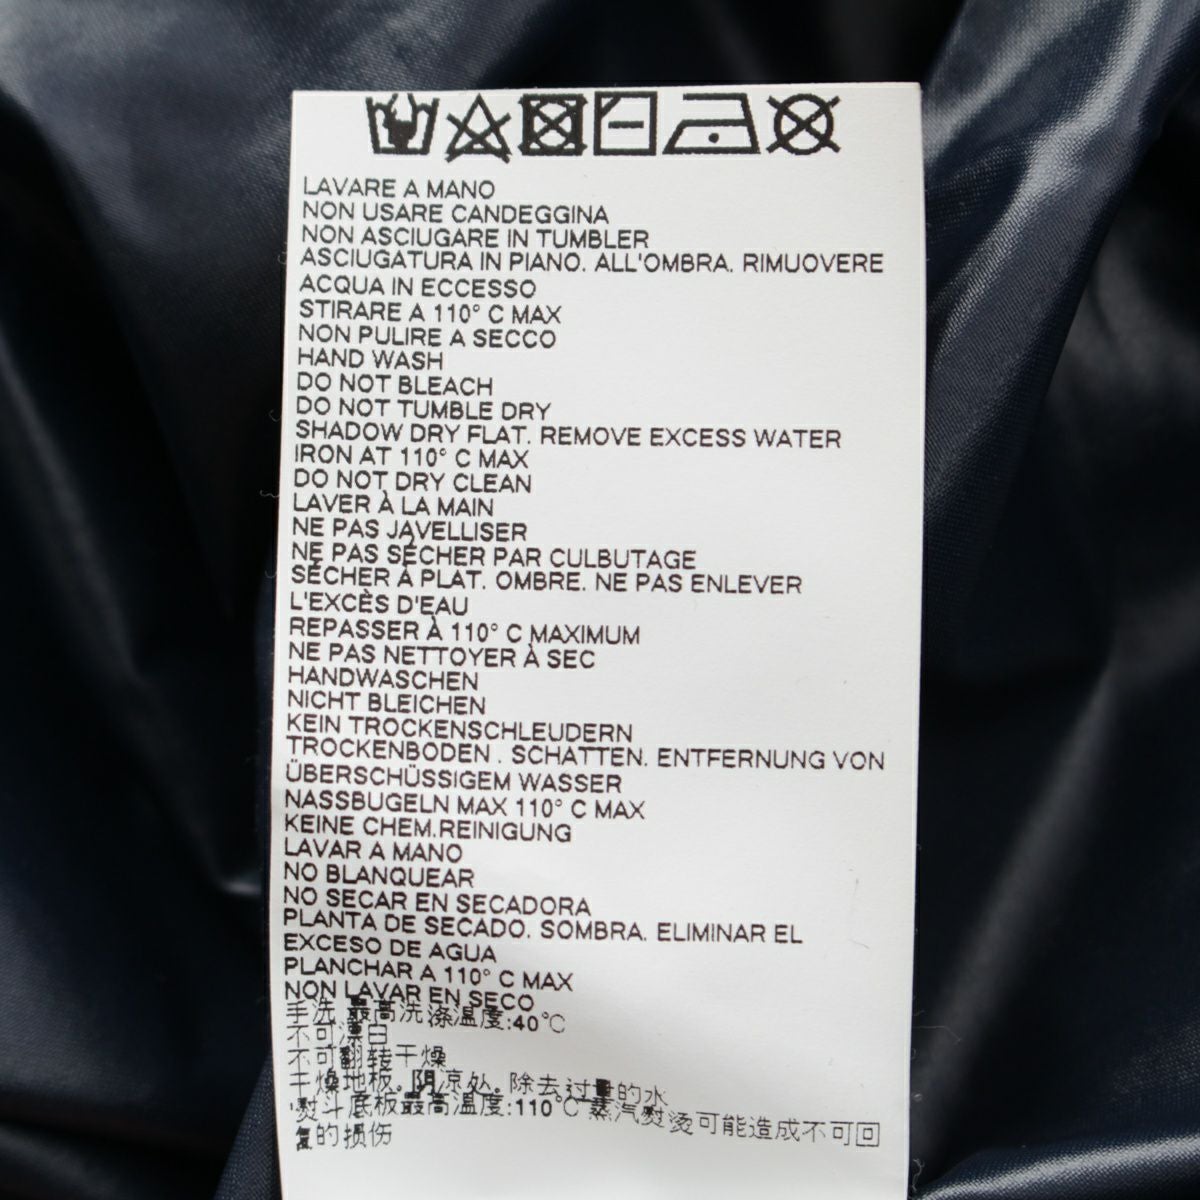 LAVARE A MANO
NON USARE CANDEGGINA
NON ASCIUGARE IN TUMBLER
ASCIUGATURA IN PIANO. ALL'OMBRA. RIMUOVERE
ACQUA IN ECCESSO
STIRARE A 110° C MAX
NON PULIRE A SECCO
HAND WASH
DO NOT BLEACH
DO NOT TUMBLE DRY
SHADOW DRY FLAT. REMOVE EXCESS WATER
IRON AT 110° C MAX
DO NOT DRY CLEAN
LAVER À LA MAIN
NE PAS JAVELLISER
NE PAS SÉCHER PAR CULBUTAGE
SÉCHER À PLAT. OMBRE. NE PAS ENLEVER
L'EXCÈS D'EAU
REPASSER À 110° C MAXIMUM
NE PAS NETTOYER À SEC
HANDWASCHEN
NICHT BLEICHEN
KEIN TROCKENSCHLEUDERN
TROCKENBODEN . SCHATTEN. ENTFERNUNG VON
ÜBERSCHÜSSIGEM WASSER
NASSBUGELN MAX 110° C MAX
KEINE CHEM.REINIGUNG
LAVAR A MANO
NO BLANQUEAR
NO SECAR EN SECADORA
PLANTA DE SECADO. SOMBRA. ELIMINAR EL
EXCESO DE AGUA
PLANCHAR A 110° C MAX
NON LAVAR EN SECO
手洗 最高洗涤温度:40°C
不可漂白
不可翻转干燥
干燥地板。阴凉处。除去过量的水
熨斗底板最高温度:110°C 蒸汽熨烫可能造成不可回
复的损伤